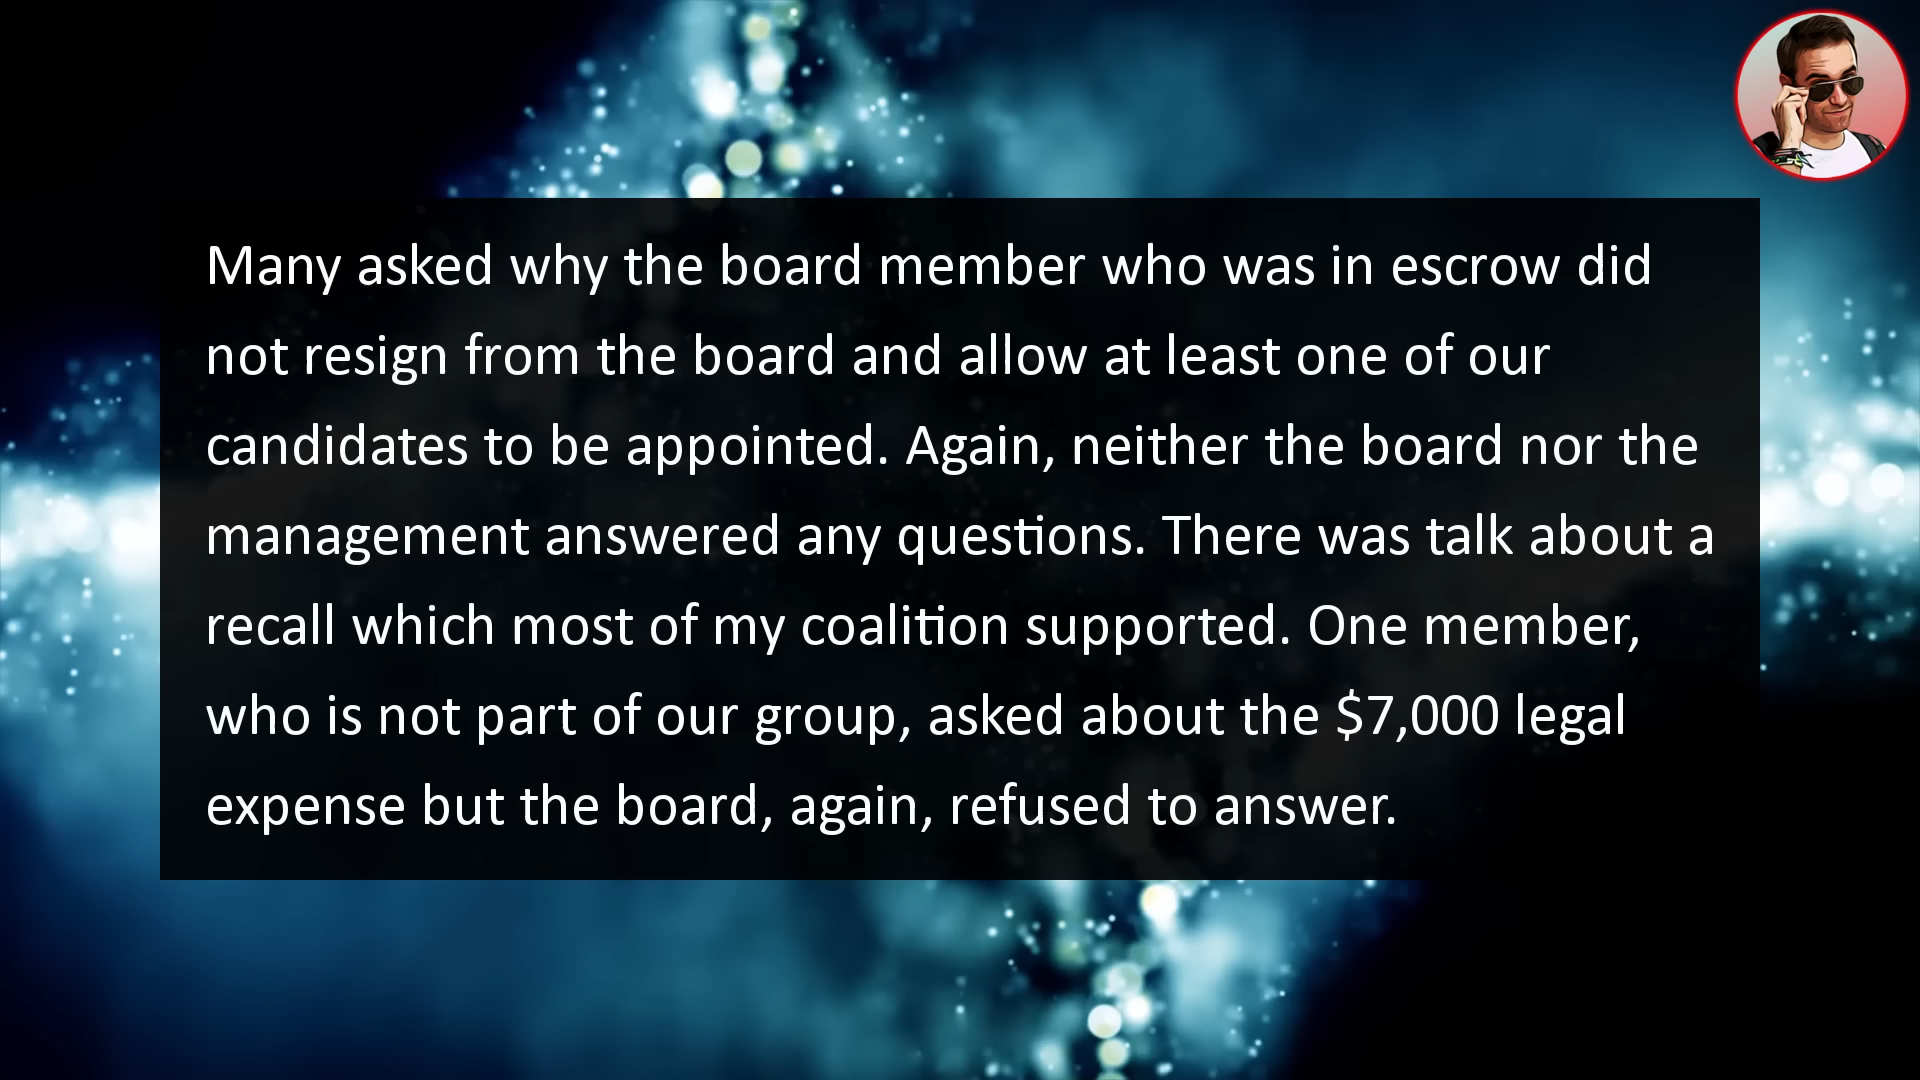 Many asked why the board member who was in escrow did
not resign from the board and allow at least one of our
candidates to be appointed. Again, neither the board nor the
management answered any questions. There was talk about a
recall which most of my coalition supported. One member,
who is not part of our group, asked about the $7,000 legal
expense but the board, again, refused to answer.